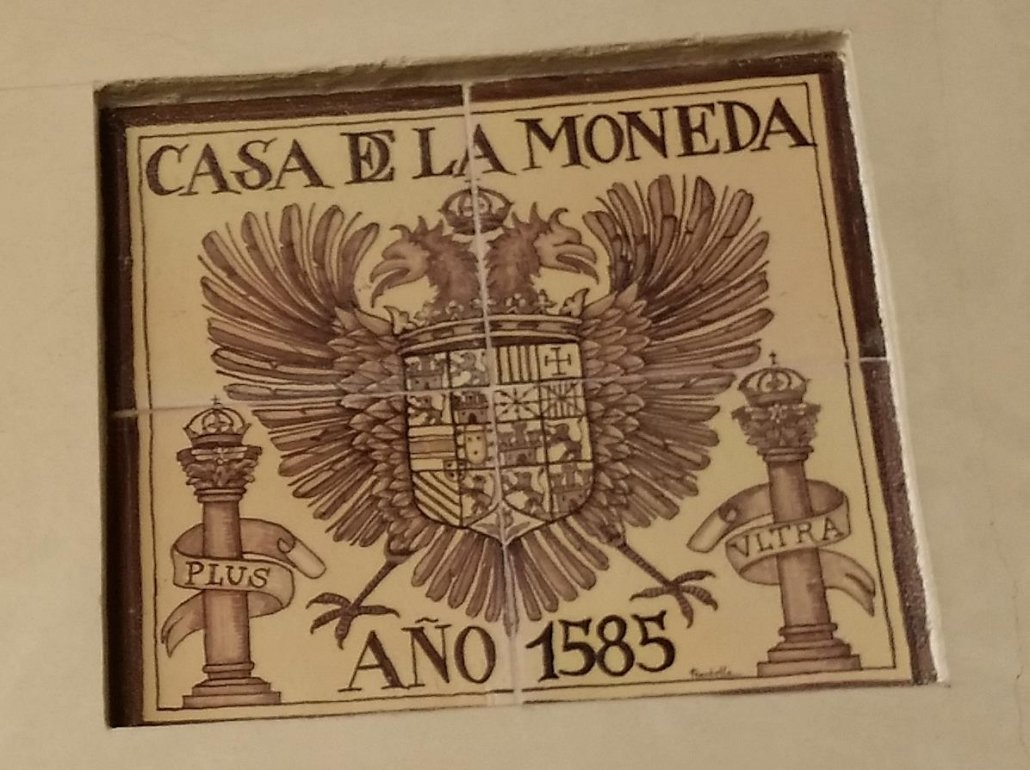 CASA DE LA MONEDA
PLUS
VLTRA
AÑO 1585